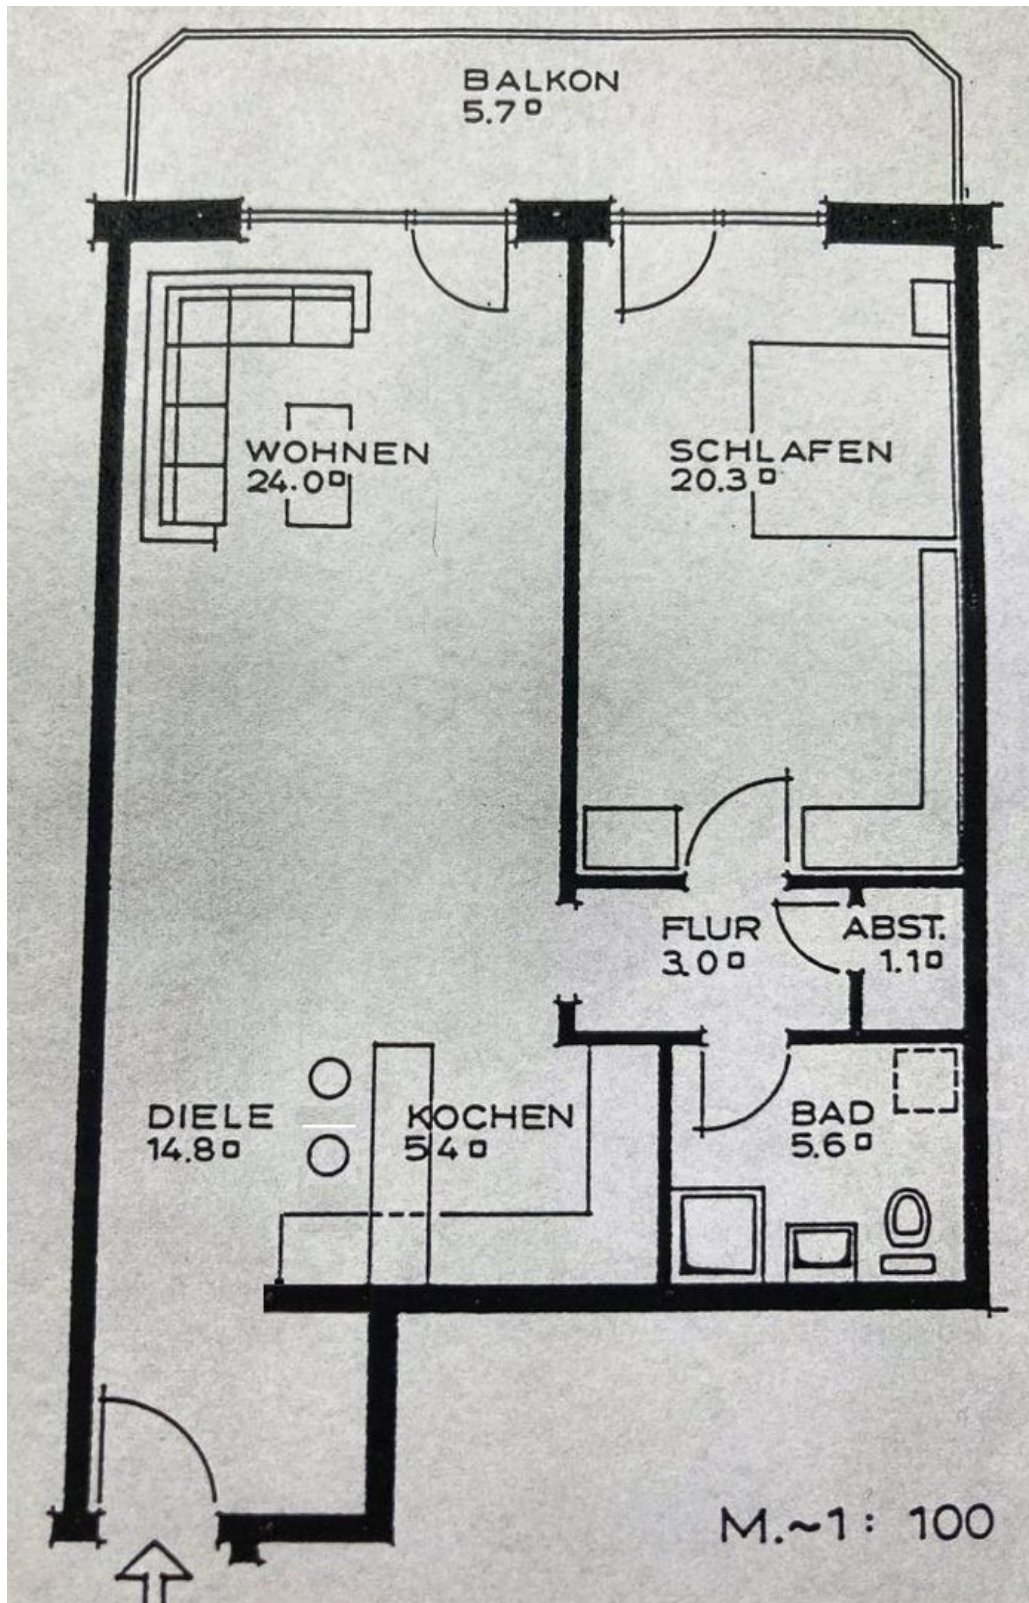 BALKON
5.7□
WOHNEN
24.0□
SCHLAFEN
20.3□
FLUR
3.0□
ABST.
1.1□
DIELE
14.8□
KOCHEN
5.4□
BAD
5.6□
M.~1: 100